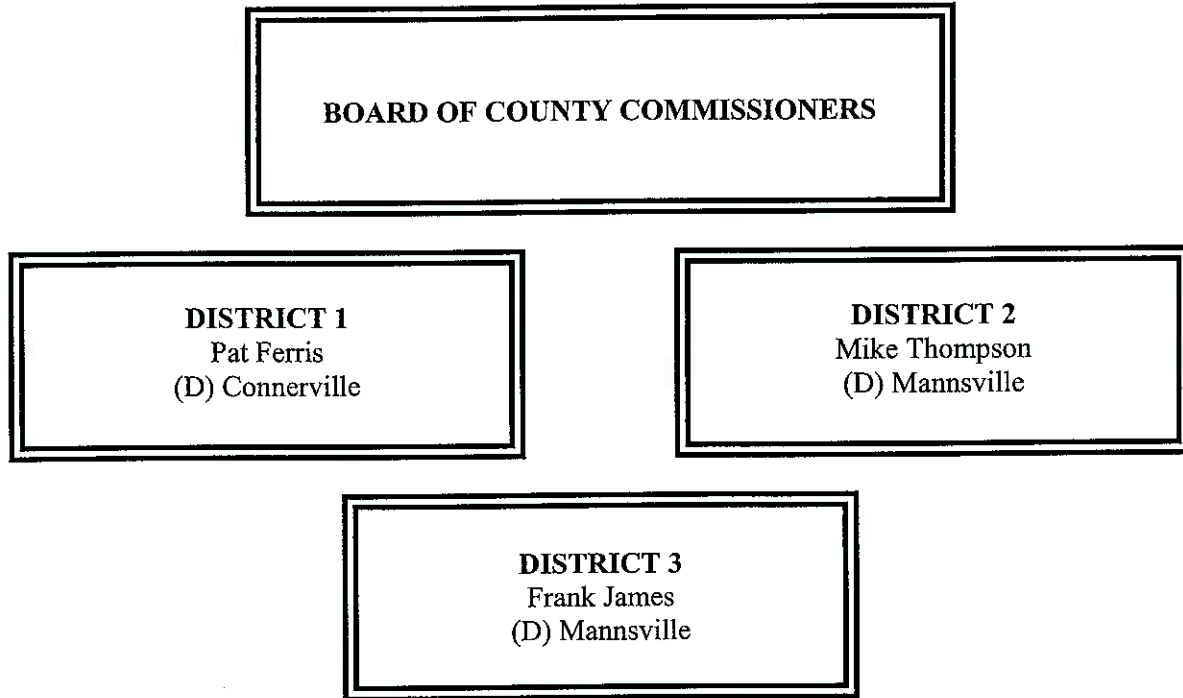 BOARD OF COUNTY COMMISSIONERS
DISTRICT 1
Pat Ferris
(D) Connerville
DISTRICT 2
Mike Thompson
(D) Mannsville
DISTRICT 3
Frank James
(D) Mannsville